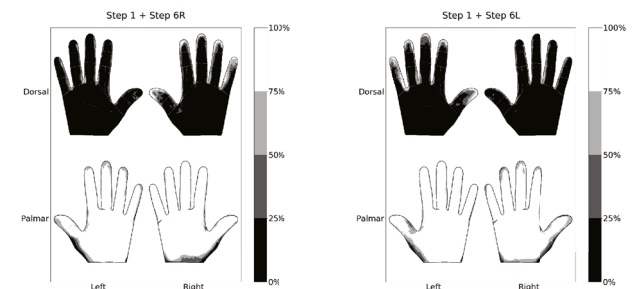 Step 1 + Step 6R
100%
75%
50%
25%
0%
Dorsal
Palmar
Left
Right
Step 1 + Step 6L
100%
75%
50%
25%
0%
Dorsal
Palmar
Left
Right